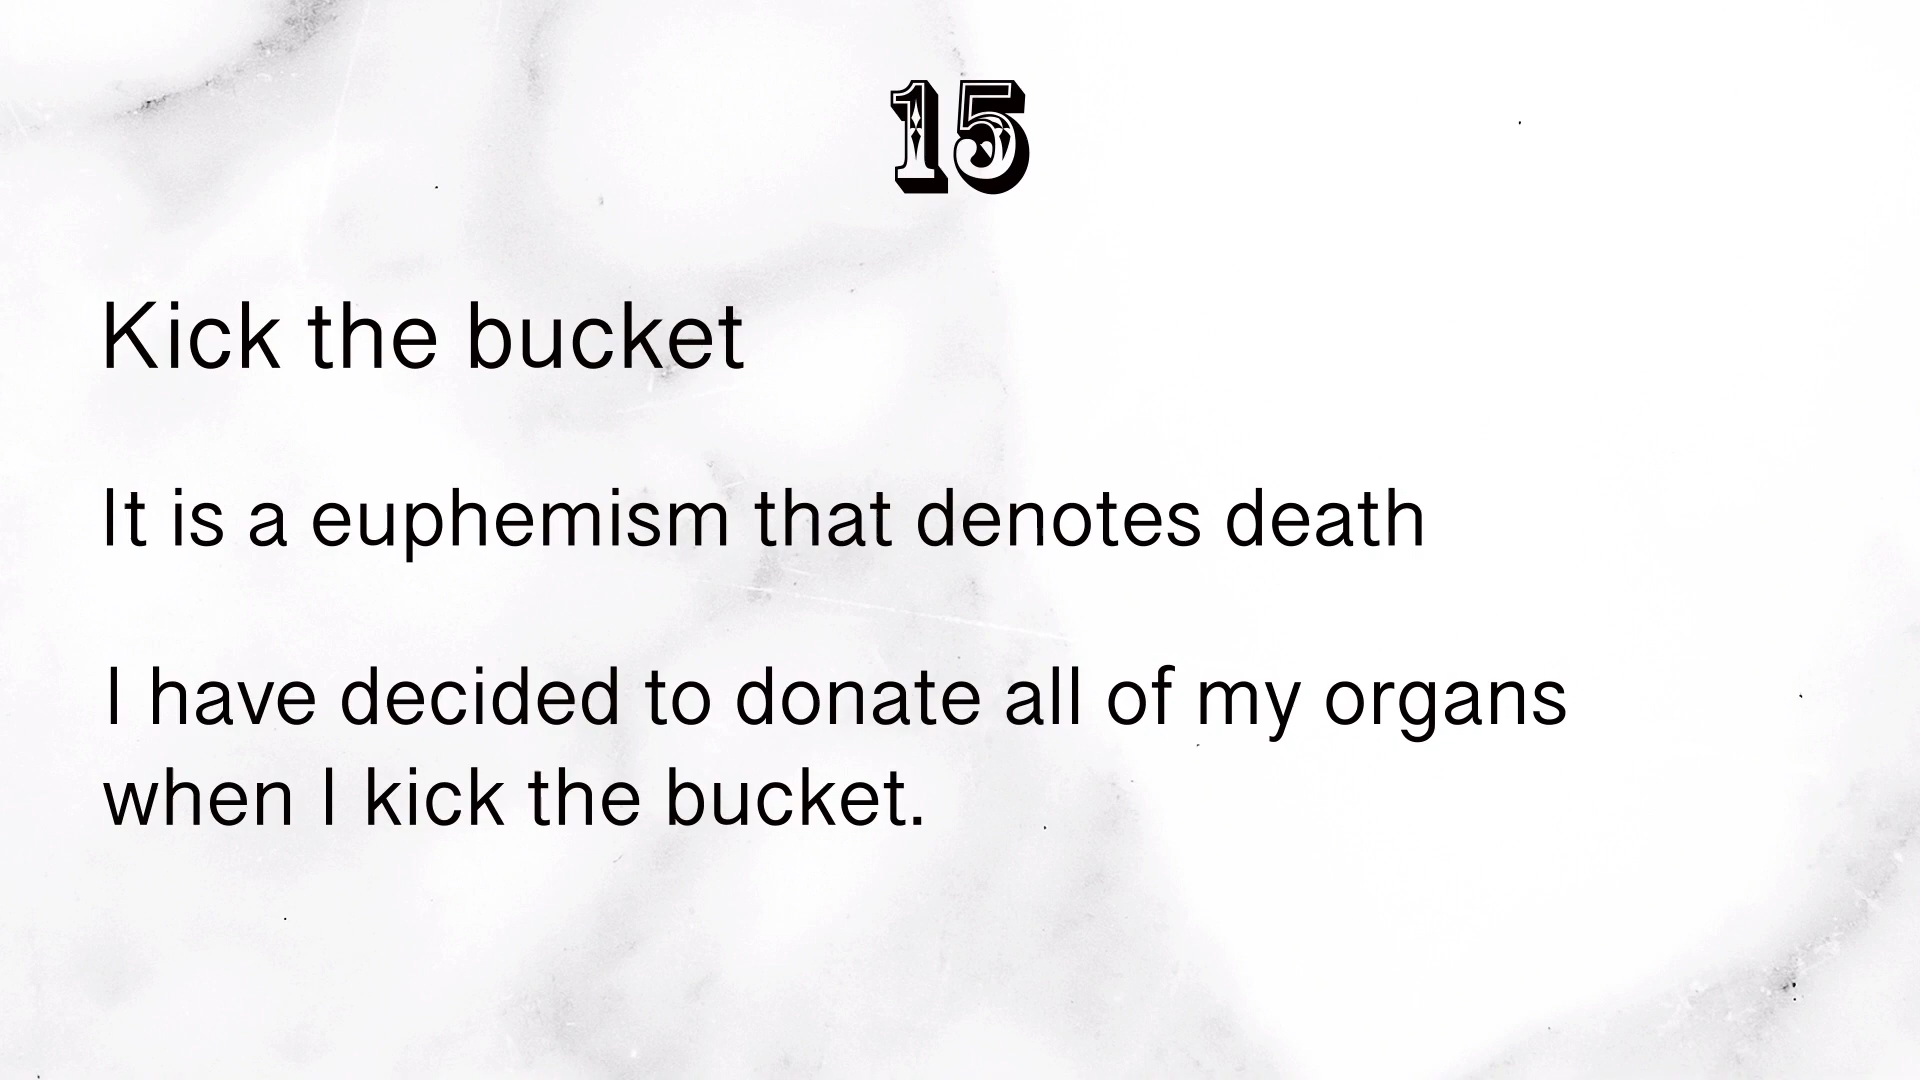 15
Kick the bucket
It is a euphemism that denotes death
I have decided to donate all of my organs
when I kick the bucket.